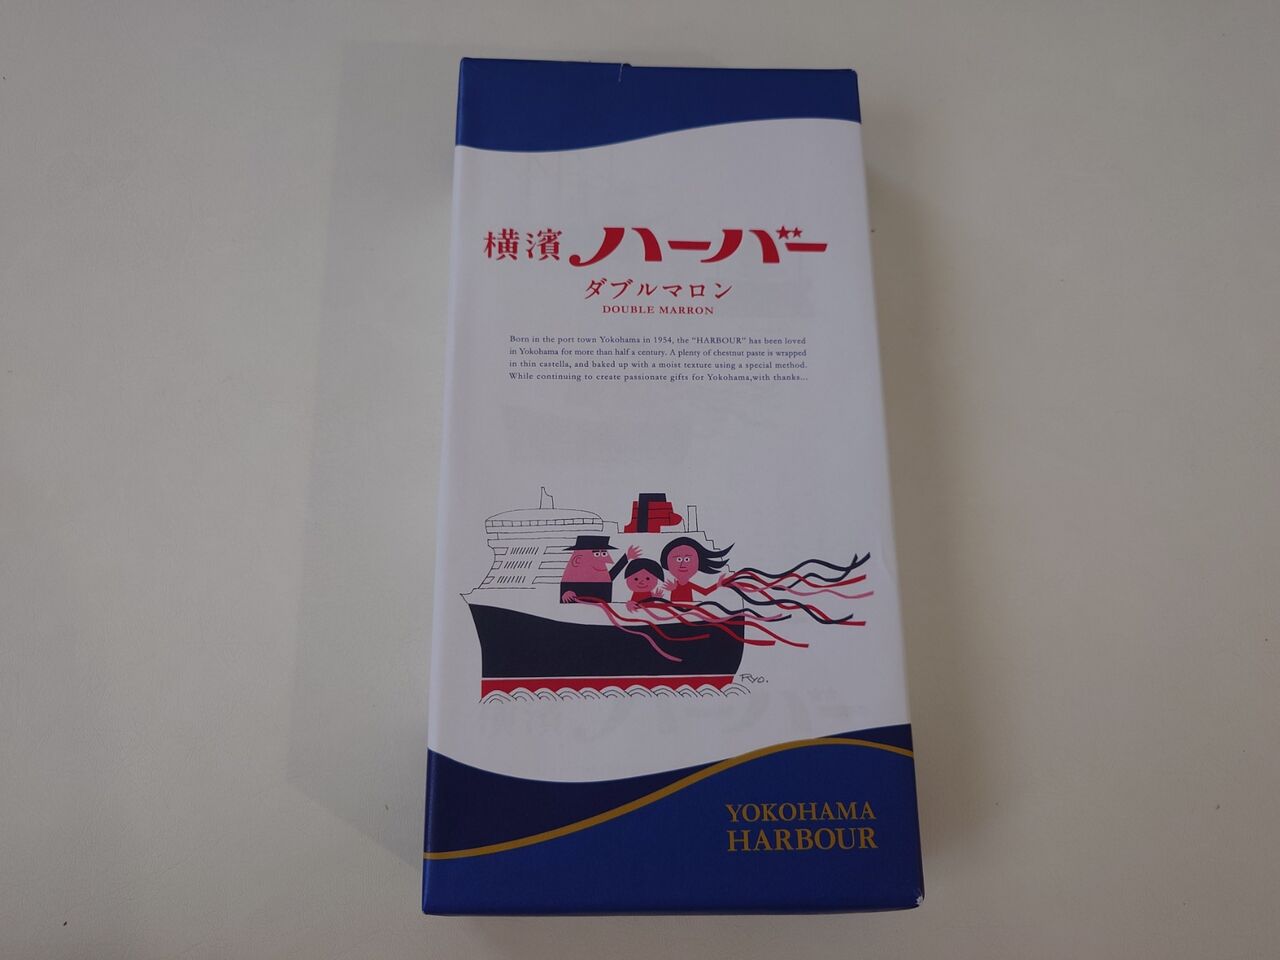 横濱ハーバー
ダブルマロン
DOUBLE MARRON
Born in the port town Yokohama in 1954, the "HARBOUR" has been loved
in Yokohama for more than half a century. A plenty of chestnut paste is wrapped
in thin castella, and baked up with a moist texture using a special method.
While continuing to create passionate gifts for Yokohama,with thanks...
RYO.
YOKOHAMA
HARBOUR